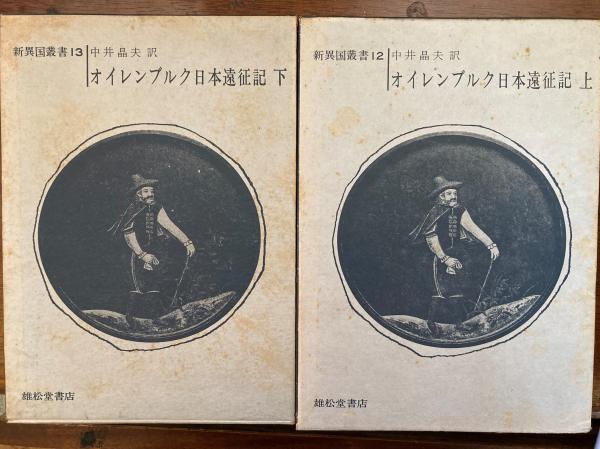 新異国叢書13
中井晶夫 訳
オイレンブルク日本遠征記 下
雄松堂書店
新異国叢書12
中井晶夫 訳
オイレンブルク日本遠征記 上
雄松堂書店